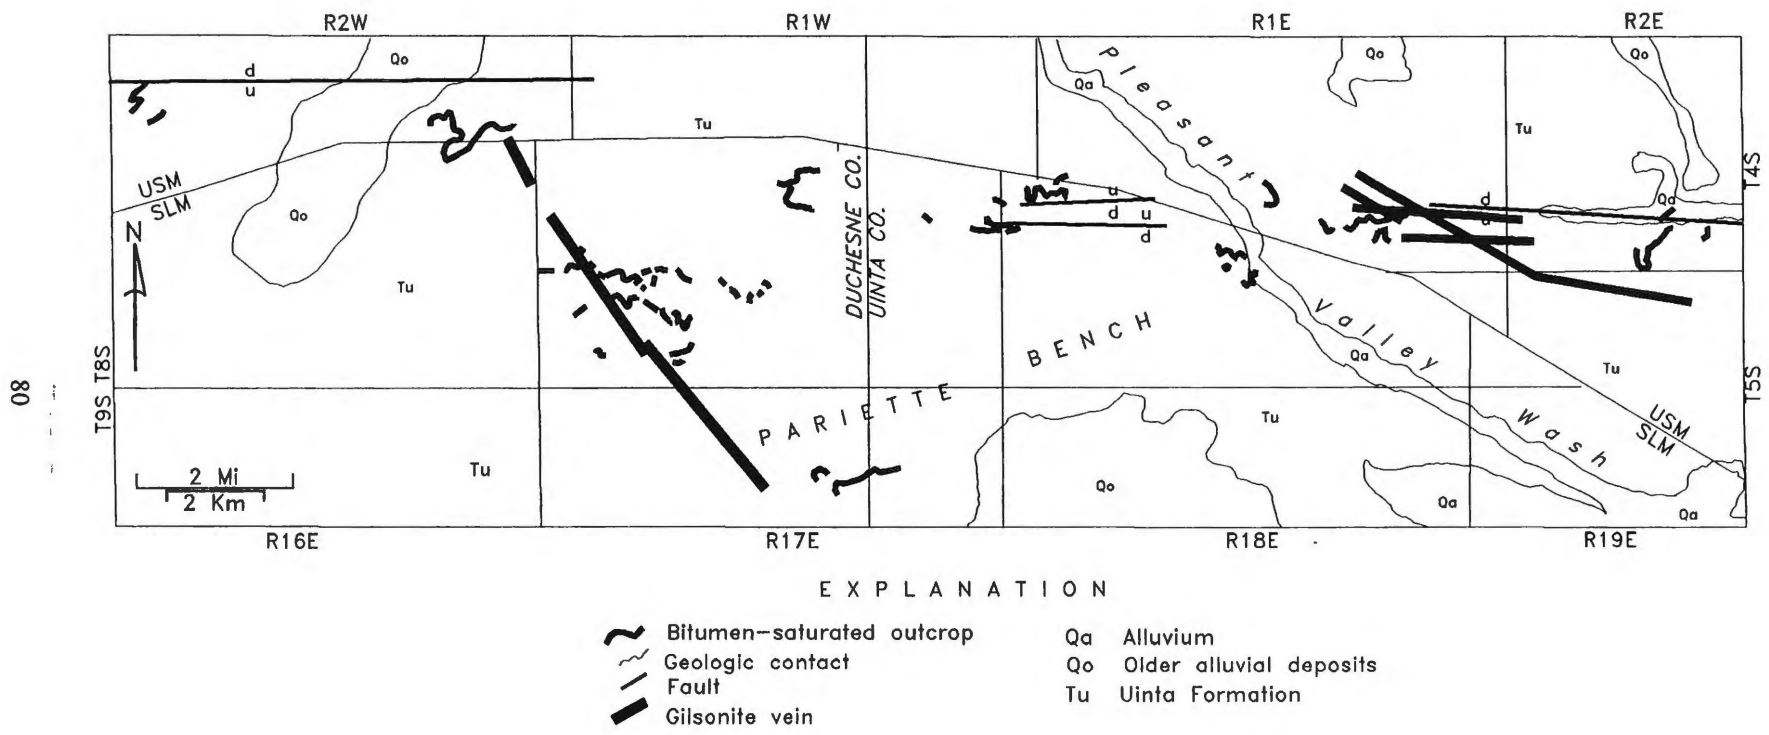 R2W R1W R1E R2E
d
u
Qo
Tu
Qa
Pleasant
Qo
Qo
Tu
USM
SLM
T4S
N
Qo
Tu
DUCHESNE CO.
UINTA CO.
u
d u
d
d
u
Qa
80
T8S
T9S
PARIETTE BENCH
Valley
Qa
Wash
Tu
T5S
USM
SLM
Tu
Tu
2 Mi
2 Km
Qo
Qa
Qa
R16E R17E R18E R19E
EXPLANATION
Bitumen-saturated outcrop
Geologic contact
Fault
Gilsonite vein
Qa Alluvium
Qo Older alluvial deposits
Tu Uinta Formation